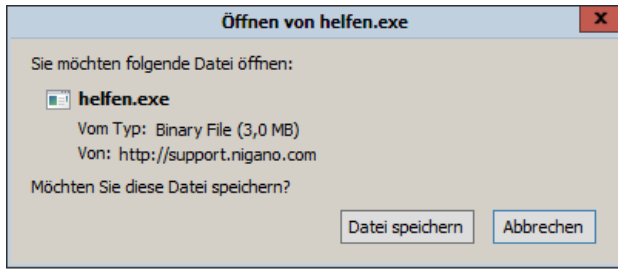 Öffnen von helfen.exe
x
Sie möchten folgende Datei öffnen:
helfen.exe
Vom Typ: Binary File (3,0 MB)
Von: http://support.nigano.com
Möchten Sie diese Datei speichern?
Datei speichern Abbrechen